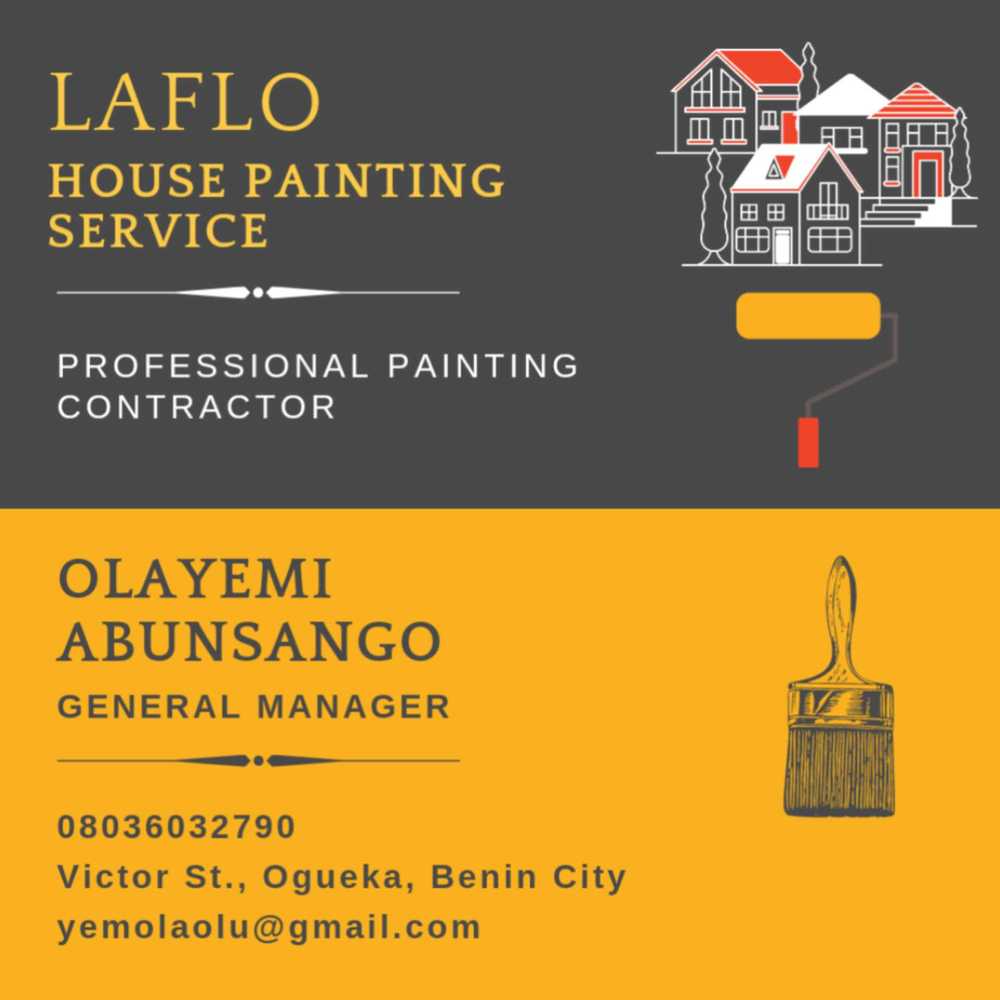 LAFLO
HOUSE PAINTING
SERVICE
PROFESSIONAL PAINTING
CONTRACTOR
OLAYEMI
ABUNSANGO
GENERAL MANAGER
08036032790
Victor St., Ogueka, Benin City
yemolaolu@gmail.com